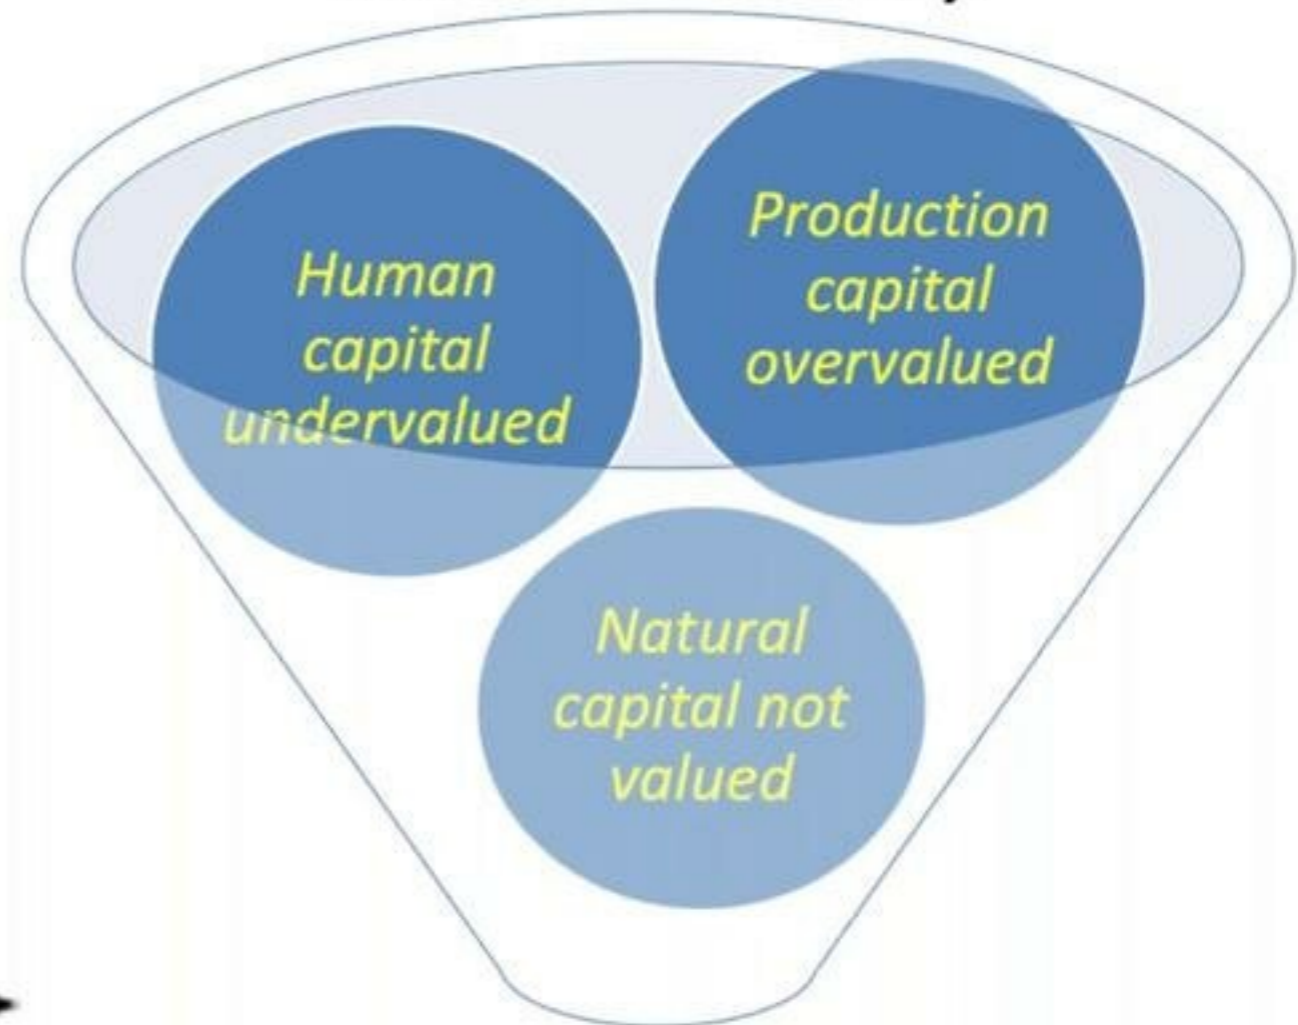 Human
capital
undervalued
Production
capital
overvalued
Natural
capital not
valued